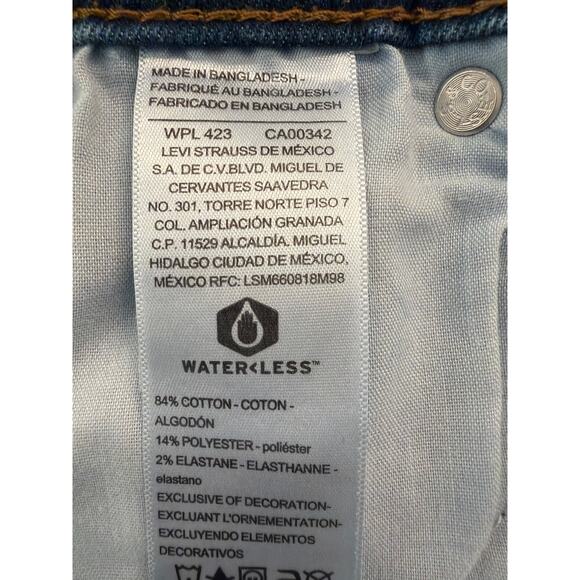 MADE IN BANGLADESH -
FABRIQUÉ AU BANGLADESH -
FABRICADO EN BANGLADESH
WPL 423 CA00342
LEVI STRAUSS DE MÉXICO
S.A. DE C.V.BLVD. MIGUEL DE
CERVANTES SAAVEDRA
NO. 301, TORRE NORTE PISO 7
COL. AMPLIACIÓN GRANADA
C.P. 11529 ALCALDÍA. MIGUEL
HIDALGO CIUDAD DE MÉXICO,
MÉXICO RFC: LSM660818M98
WATER<LESS™
84% COTTON - COTON -
ALGODÓN
14% POLYESTER - poliéster
2% ELASTANE - ELASTHANNE -
elastano
EXCLUSIVE OF DECORATION-
EXCLUANT L'ORNEMENTATION-
EXCLUYENDO ELEMENTOS
DECORATIVOS